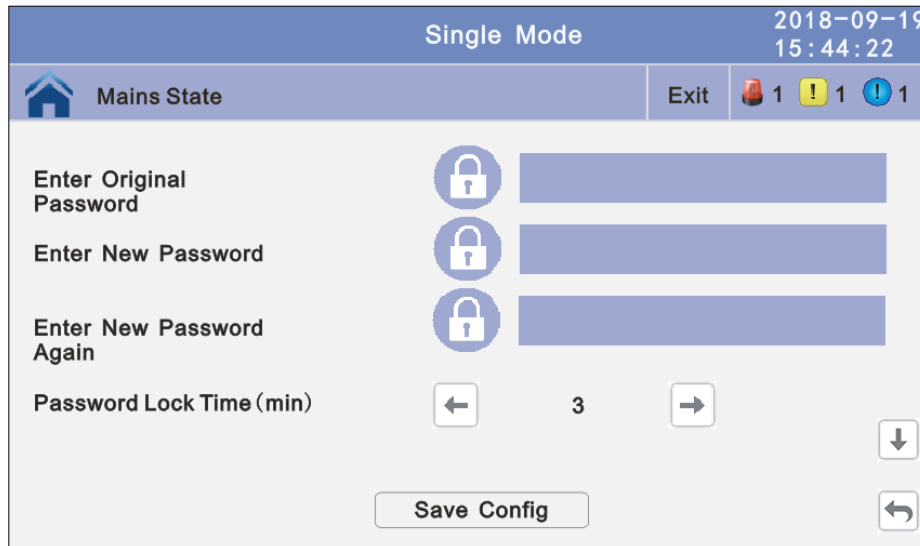 Single Mode
2018-09-19
15:44:22
Mains State
Exit
1
! 1
! 1
Enter Original
Password
Enter New Password
Enter New Password
Again
Password Lock Time(min)
3
Save Config